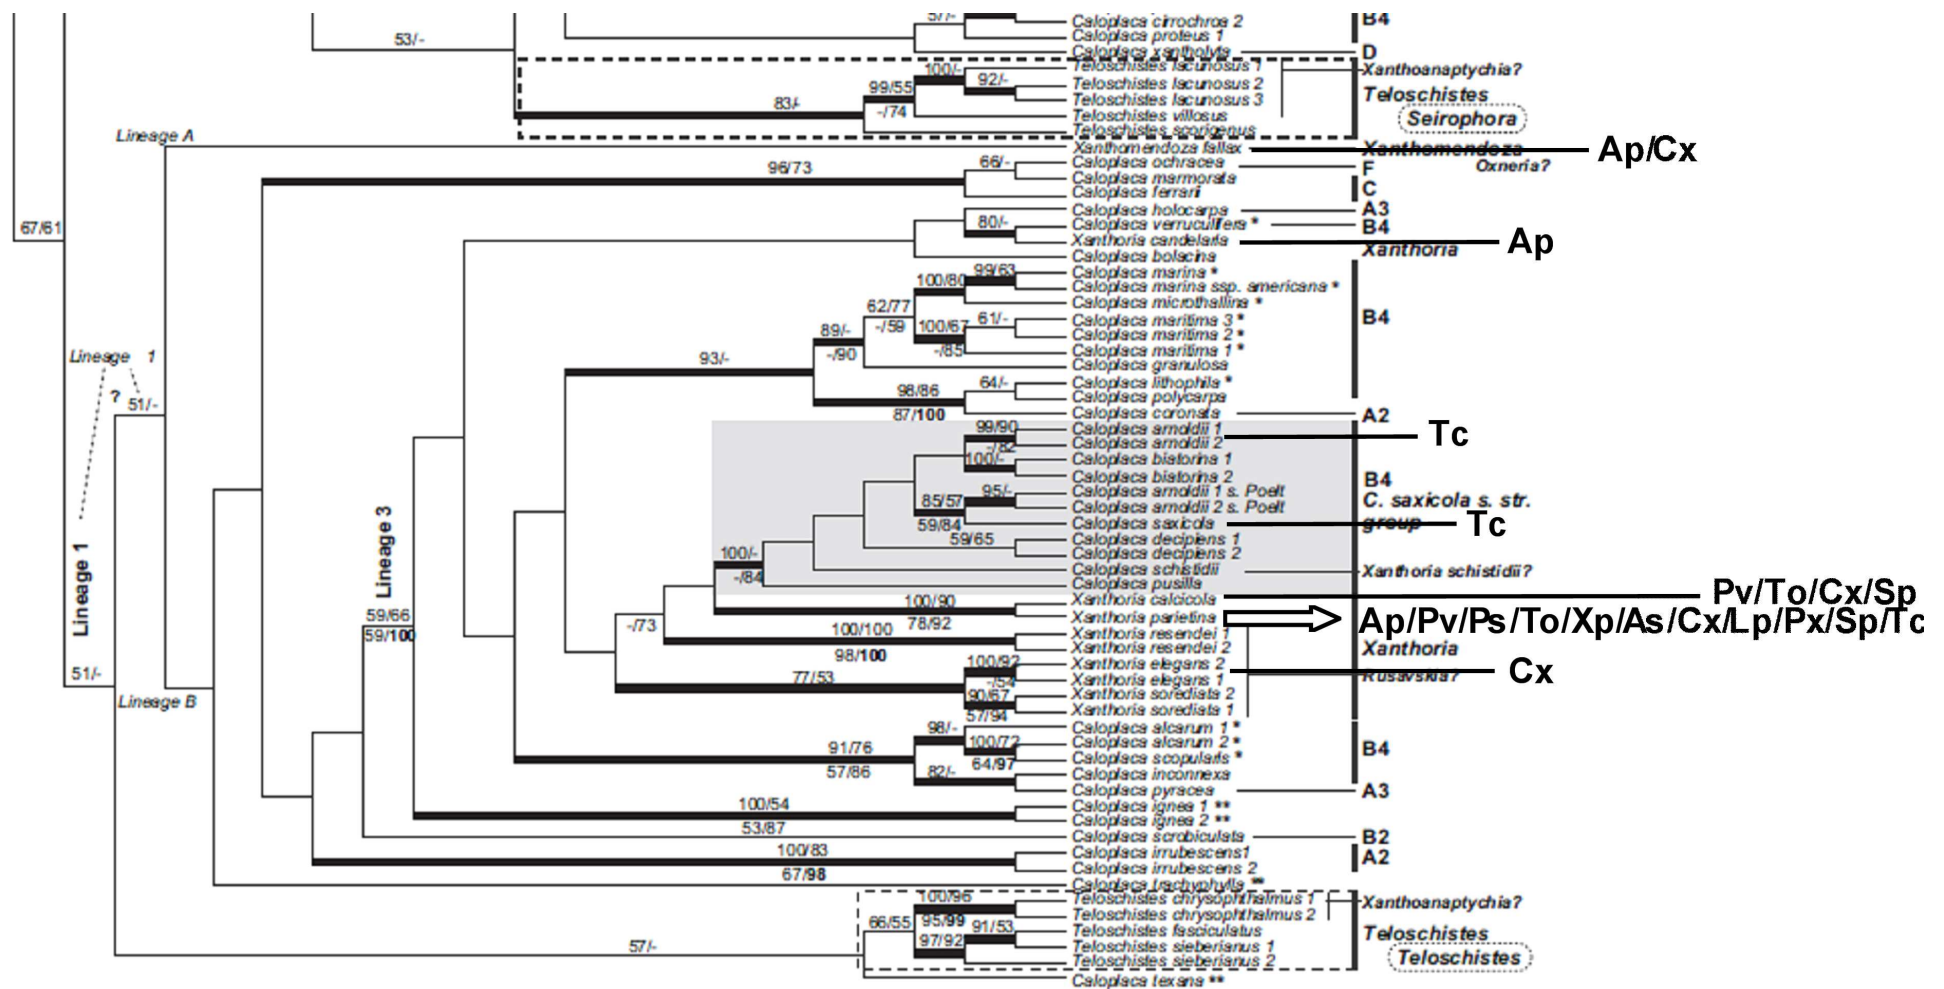 57/- Caloplaca cirrochroa 2 B4
Caloplaca proteus 1
53/- Caloplaca xantholyta D
100/- Teloschistes lacunosus 1 Xanthoanaptychia?
99/55 92/- Teloschistes lacunosus 2
83/- Teloschistes lacunosus 3 Teloschistes
-/74 Teloschistes villosus Seirophora
Teloschistes scorigenus
Lineage A
Xanthomendoza fallax Xanthomendoza Ap/Cx
96/73 66/- Caloplaca ochracea F Oxneria?
Caloplaca marmorata
Caloplaca ferrarii C
Caloplaca holocarpa A3
67/61 80/- Caloplaca verruculifera * B4
Xanthoria candelaria Ap
Caloplaca bolacina Xanthoria
99/63 Caloplaca marina *
100/80 Caloplaca marina ssp. americana *
62/77 Caloplaca microthallina *
-/59 100/67 61/- Caloplaca maritima 3 * B4
89/- Caloplaca maritima 2 *
-/90 -/85 Caloplaca maritima 1 *
Lineage 1 93/- Caloplaca granulosa
64/- Caloplaca lithophila *
98/86 Caloplaca polycarpa
? 51/- 87/100 Caloplaca coronata A2
99/90 Caloplaca arnoldii 1 Tc
-/82 Caloplaca arnoldii 2
100/- Caloplaca biatorina 1
Caloplaca biatorina 2 B4
95/- Caloplaca arnoldii 1 s. Poelt C. saxicola s. str.
85/57 Caloplaca arnoldii 2 s. Poelt
59/84 Caloplaca saxicola group Tc
59/65 Caloplaca decipiens 1
100/- Caloplaca decipiens 2
-/84 Caloplaca schistidii Xanthoria schistidii?
Caloplaca pusilla
Lineage 1
Lineage 3
100/90 Xanthoria calcicola Pv/To/Cx/Sp
59/66 78/92 Xanthoria parietina Ap/Pv/Ps/To/Xp/As/Cx/Lp/Px/Sp/Tc
59/100 -/73 100/100 Xanthoria resendei 1
98/100 Xanthoria resendei 2 Xanthoria
100/92 Xanthoria elegans 2 Cx
51/- 77/53 -/54 Xanthoria elegans 1 Rusavskia?
90/67 Xanthoria sorediata 2
Lineage B 57/94 Xanthoria sorediata 1
98/- Caloplaca alcarum 1 *
91/76 100/72 Caloplaca alcarum 2 * B4
57/86 64/97 Caloplaca scopularis *
82/- Caloplaca inconnexa
Caloplaca pyracea A3
100/54 Caloplaca ignea 1 **
Caloplaca ignea 2 **
53/87 Caloplaca scrobiculata B2
100/83 Caloplaca irrubescens1 A2
67/98 Caloplaca irrubescens 2
Caloplaca trachyphylla **
100/96 Teloschistes chrysophthalmus 1 Xanthoanaptychia?
66/55 95/99 Teloschistes chrysophthalmus 2
91/53 Teloschistes fasciculatus Teloschistes
57/- 97/92 Teloschistes sieberianus 1
Teloschistes sieberianus 2 Teloschistes
Caloplaca texana **